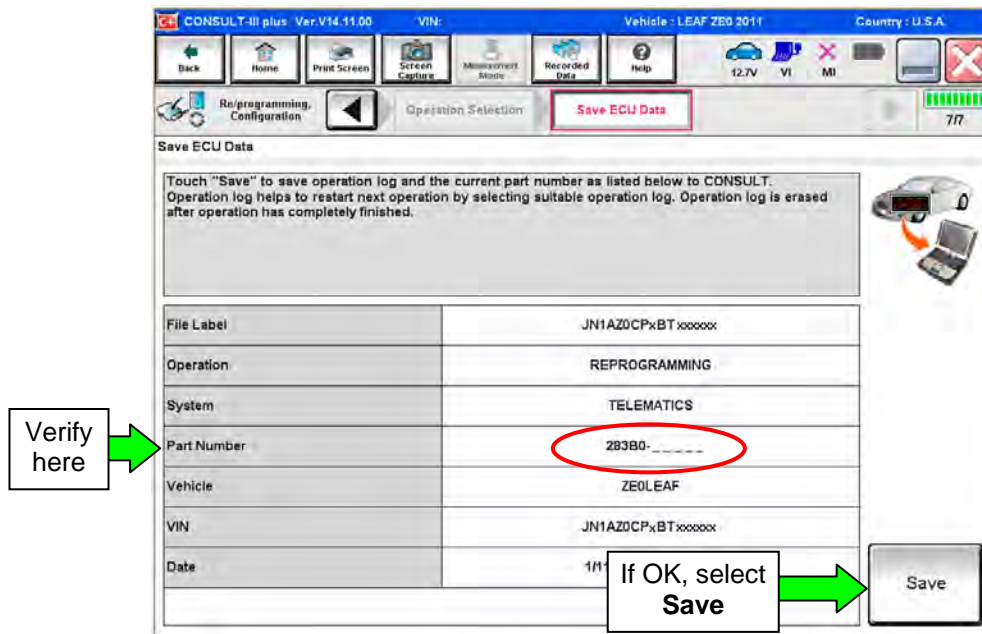 CONSULT-III plus Ver.V14.11.00 VIN: Vehicle : LEAF ZE0 2011 Country : U.S.A.
Back Home Print Screen Screen Capture Measurement Mode Recorded Data Help 12.7V VI MI
Re/programming, Configuration Operation Selection Save ECU Data 7/7
Save ECU Data
Touch "Save" to save operation log and the current part number as listed below to CONSULT.
Operation log helps to restart next operation by selecting suitable operation log. Operation log is erased
after operation has completely finished.
File Label JN1AZ0CPxBTxxxxxx
Operation REPROGRAMMING
System TELEMATICS
Verify here
Part Number 283B0-_ _ _ _ _
Vehicle ZE0LEAF
VIN JN1AZ0CPxBTxxxxxx
Date
If OK, select
Save
Save